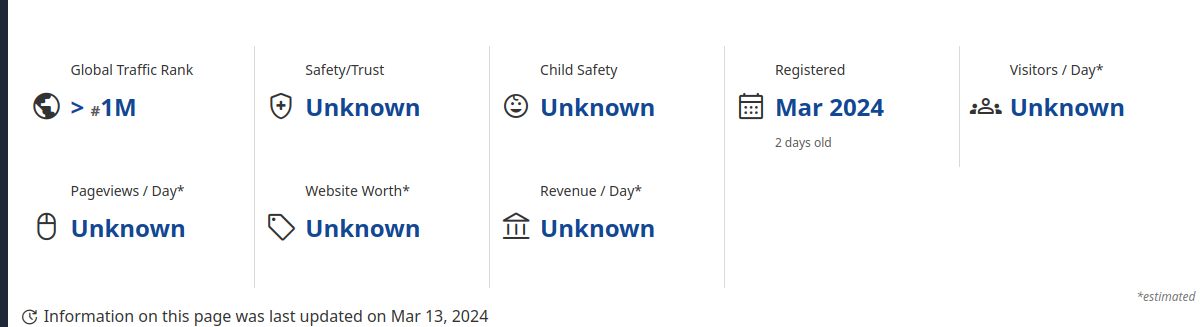 Global Traffic Rank
> #1M
Safety/Trust
Unknown
Child Safety
Unknown
Registered
Mar 2024
2 days old
Visitors / Day*
Unknown
Pageviews / Day*
Unknown
Website Worth*
Unknown
Revenue / Day*
Unknown
*estimated
Information on this page was last updated on Mar 13, 2024